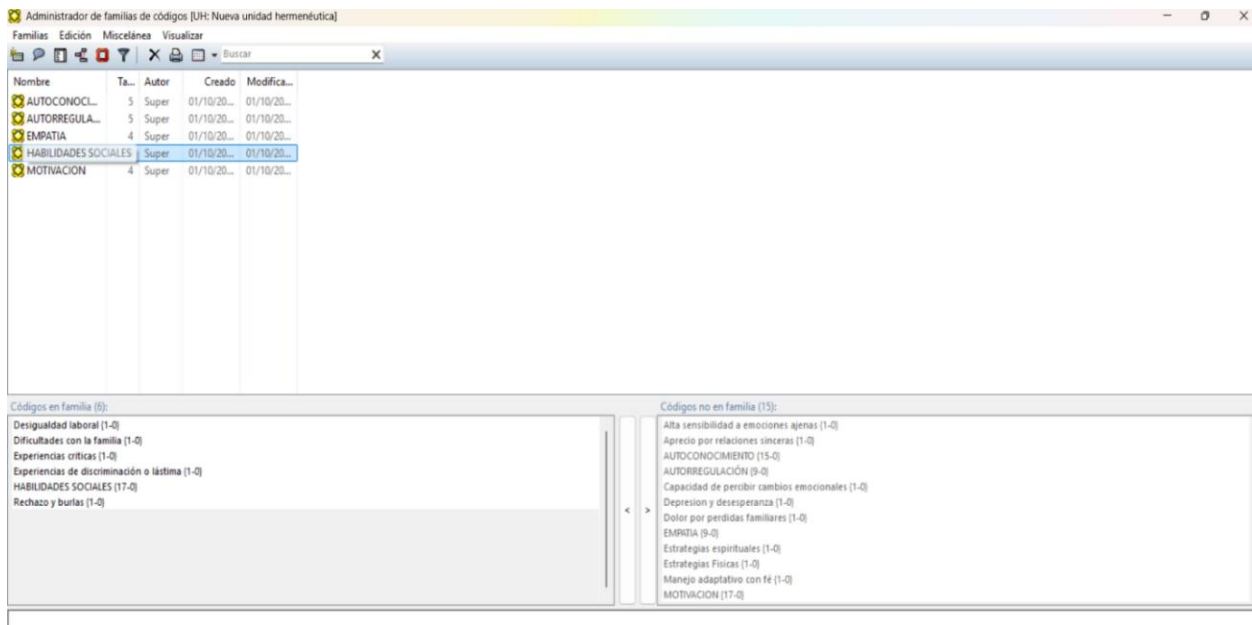 Administrador de familias de códigos [UH: Nueva unidad hermenéutica]
Familias Edición Miscelánea Visualizar
Buscar
Nombre Ta... Autor Creado Modifica...
AUTOCONOCI... 5 Super 01/10/20... 01/10/20...
AUTORREGULA... 5 Super 01/10/20... 01/10/20...
EMPATIA 4 Super 01/10/20... 01/10/20...
HABILIDADES SOCIALES Super 01/10/20... 01/10/20...
MOTIVACION 4 Super 01/10/20... 01/10/20...
Códigos en familia (6):
Desigualdad laboral {1-0}
Dificultades con la familia {1-0}
Experiencias criticas {1-0}
Experiencias de discriminación o lástima {1-0}
HABILIDADES SOCIALES {17-0}
Rechazo y burlas {1-0}
< >
Códigos no en familia (15):
Alta sensibilidad a emociones ajenas {1-0}
Aprecio por relaciones sinceras {1-0}
AUTOCONOCIMIENTO {15-0}
AUTORREGULACIÓN {9-0}
Capacidad de percibir cambios emocionales {1-0}
Depresion y desesperanza {1-0}
Dolor por perdidas familiares {1-0}
EMPATIA {9-0}
Estrategias espirituales {1-0}
Estrategias Fisicas {1-0}
Manejo adaptativo con fé {1-0}
MOTIVACION {17-0}